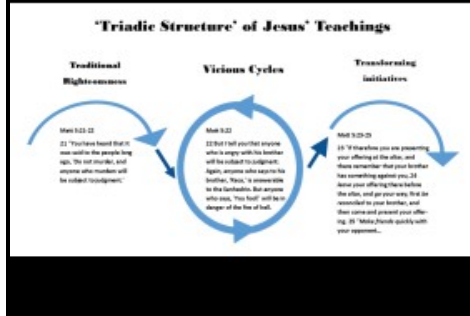 ‘Triadic Structure’ of Jesus’ Teachings
Traditional
Righteousness
Matt 5:21-22
21 "You have heard that it
was said to the people long
ago, 'Do not murder, and
anyone who murders will
be subject to judgment.'
Vicious Cycles
Matt 5:22
22 But I tell you that anyone
who is angry with his brother
will be subject to judgment.
Again, anyone who says to his
brother, 'Raca,' is answerable
to the Sanhedrin. But anyone
who says, 'You fool!' will be in
danger of the fire of hell.
Transforming
initiatives
Matt 5:23-25
23 "If therefore you are presenting
your offering at the altar, and
there remember that your brother
has something against you, 24
leave your offering there before
the altar, and go your way, first be
reconciled to your brother, and
then come and present your offer-
ing. 25 "Make friends quickly with
your opponent...